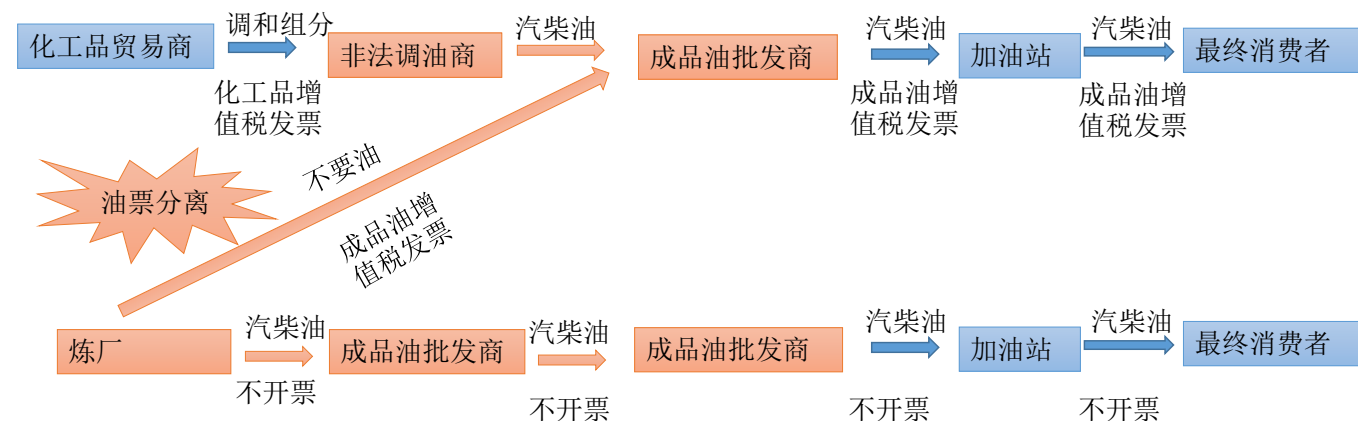 化工品贸易商
调和组分
化工品增
值税发票
非法调油商
汽柴油
成品油批发商
汽柴油
成品油增
值税发票
加油站
汽柴油
成品油增
值税发票
最终消费者
油票分离
不要油
成品油增
值税发票
炼厂
汽柴油
不开票
成品油批发商
汽柴油
不开票
成品油批发商
汽柴油
不开票
加油站
汽柴油
不开票
最终消费者